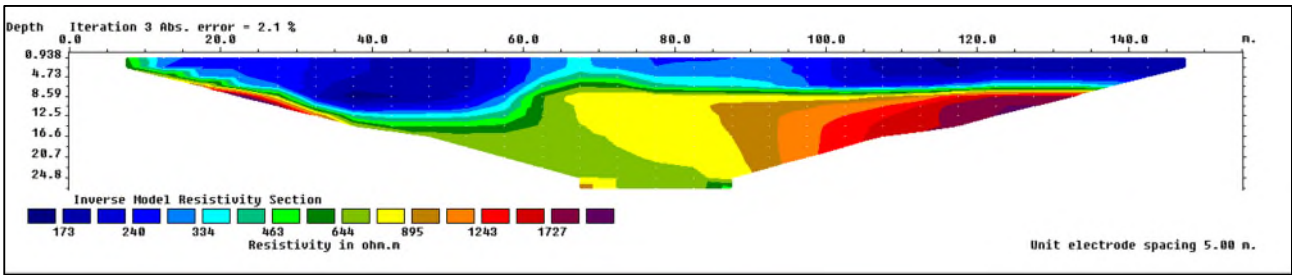 Depth Iteration 3 Abs. error = 2.1 %
0.0 20.0 40.0 60.0 80.0 100.0 120.0 140.0 m.
0.938
4.73
8.59
12.5
16.6
20.7
24.8
Inverse Model Resistivity Section
173 240 334 463 644 895 1243 1727
Resistivity in ohm.m
Unit electrode spacing 5.00 m.